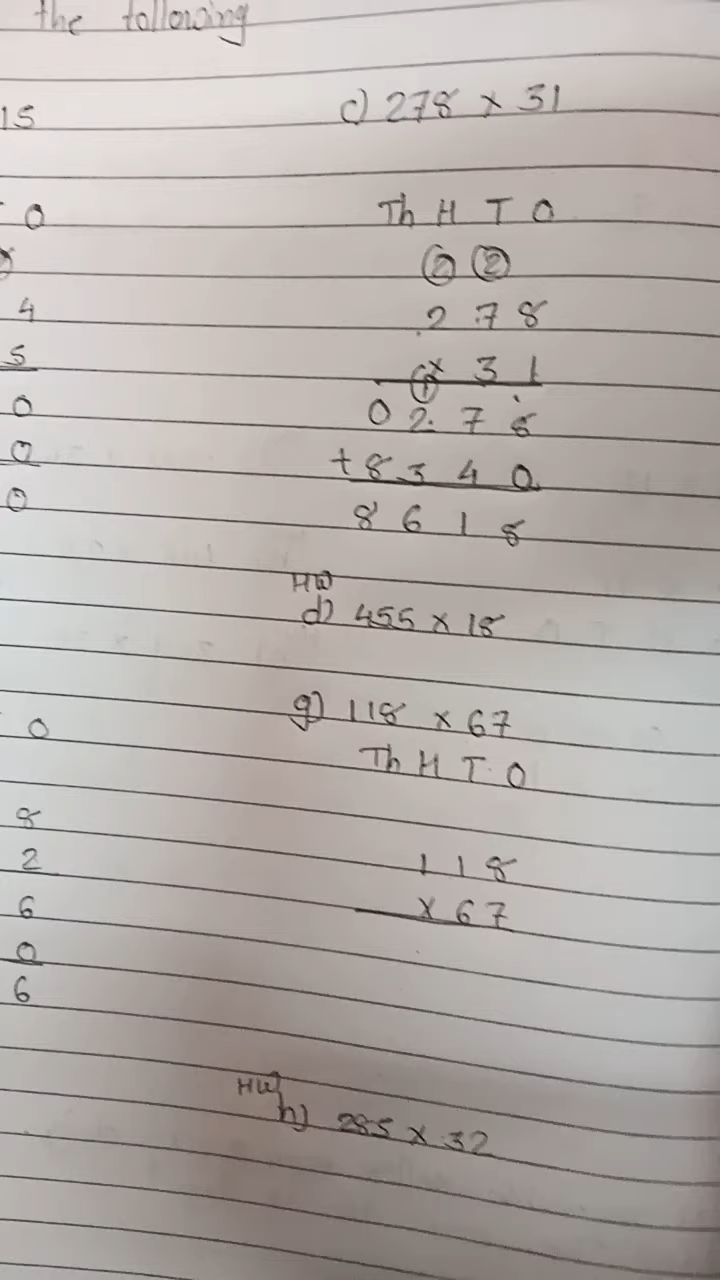 the following
15
c) 278 x 31
0
Th H T O
② ②
4
2 7 8
5
x 3 1
①
0
0 2 7 8
0
+ 8 3 4 0
0
8 6 1 8
HW
d) 455 x 18
g) 118 x 67
0
Th H T O
8
1 1 8
2
x 6 7
6
0
6
HW
h) 285 x 32